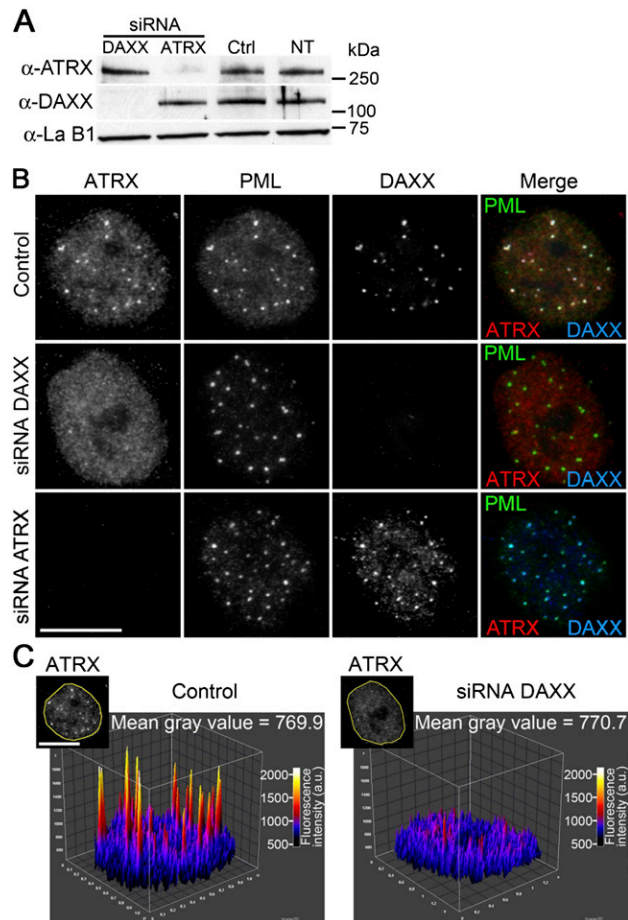 A
siRNA
DAXX ATRX Ctrl NT kDa
α-ATRX
250
α-DAXX
100
75
α-La B1
B
ATRX PML DAXX Merge
Control
PML
ATRX DAXX
siRNA DAXX
PML
ATRX DAXX
siRNA ATRX
PML
ATRX DAXX
C
ATRX Control
Mean gray value = 769.9
2000
1500
1000
500
Fluorescence
intensity (a.u.)
ATRX siRNA DAXX
Mean gray value = 770.7
2000
1500
1000
500
Fluorescence
intensity (a.u.)